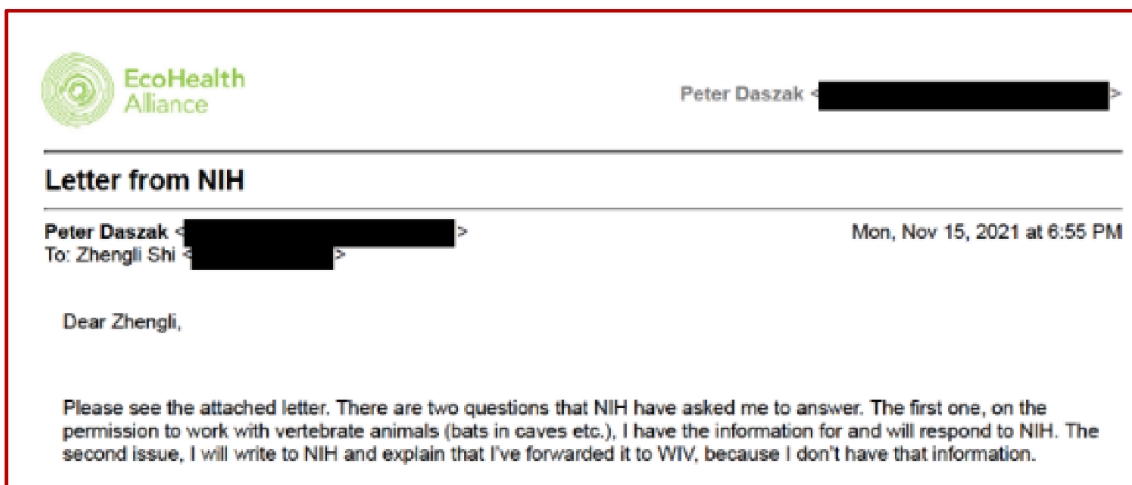 EcoHealth
Alliance
Peter Daszak < >
Letter from NIH
Peter Daszak < >
Mon, Nov 15, 2021 at 6:55 PM
To: Zhengli Shi < >
Dear Zhengli,
Please see the attached letter. There are two questions that NIH have asked me to answer. The first one, on the
permission to work with vertebrate animals (bats in caves etc.), I have the information for and will respond to NIH. The
second issue, I will write to NIH and explain that I've forwarded it to WIV, because I don't have that information.